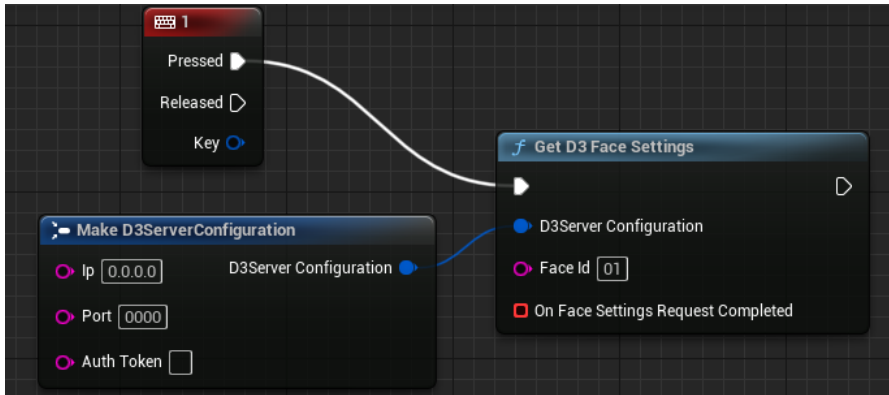 1
Pressed
Released
Key
Get D3 Face Settings
D3Server Configuration
Face Id 01
On Face Settings Request Completed
Make D3ServerConfiguration
Ip 0.0.0.0 D3Server Configuration
Port 0000
Auth Token